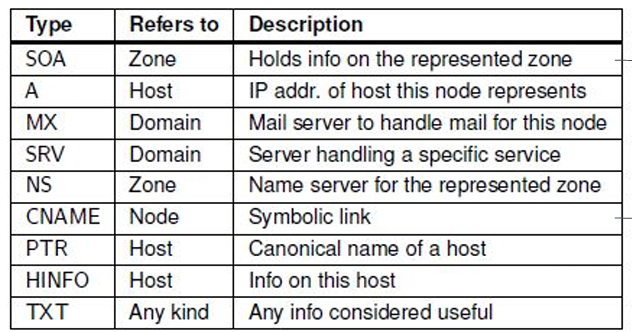 Type Refers to Description
SOA Zone Holds info on the represented zone
A Host IP addr. of host this node represents
MX Domain Mail server to handle mail for this node
SRV Domain Server handling a specific service
NS Zone Name server for the represented zone
CNAME Node Symbolic link
PTR Host Canonical name of a host
HINFO Host Info on this host
TXT Any kind Any info considered useful